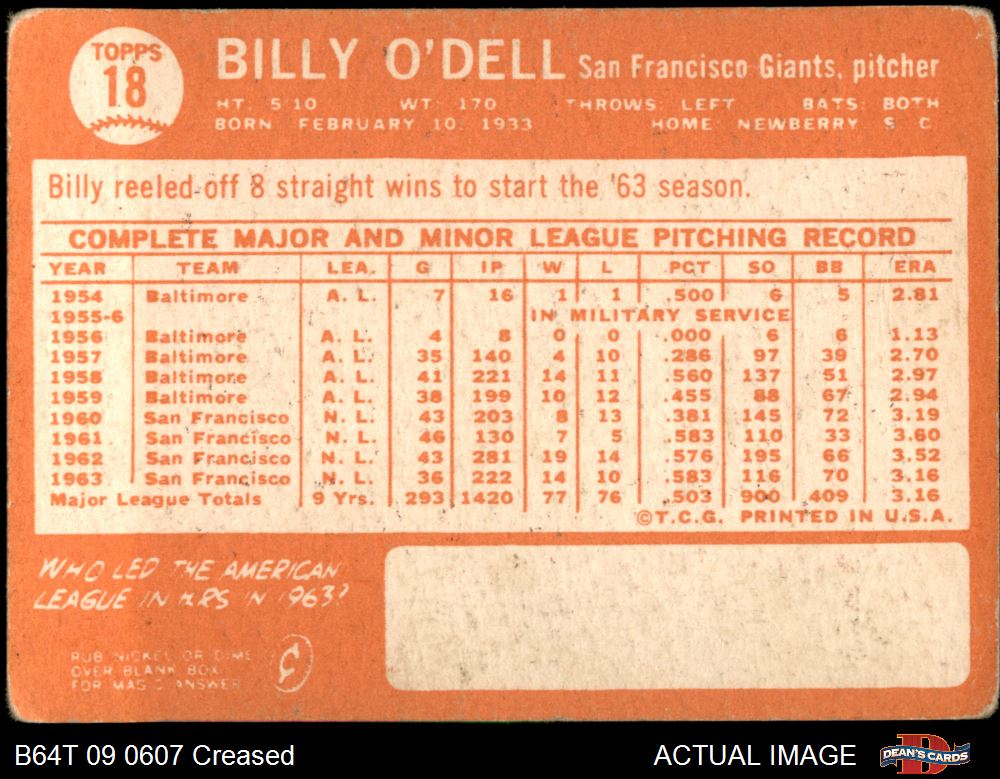 TOPPS
18
BILLY O'DELL San Francisco Giants, pitcher
HT. 5 10 WT. 170 THROWS: LEFT BATS: BOTH
BORN FEBRUARY 10, 1933 HOME NEWBERRY S C
Billy reeled-off 8 straight wins to start the '63 season.
COMPLETE MAJOR AND MINOR LEAGUE PITCHING RECORD
YEAR TEAM LEA. G IP W L PCT SO BB ERA
1954 Baltimore A. L. 7 16 1 1 .500 6 5 2.81
1955-6 IN MILITARY SERVICE
1956 Baltimore A. L. 4 8 0 0 .000 6 6 1.13
1957 Baltimore A. L. 35 140 4 10 .286 97 39 2.70
1958 Baltimore A. L. 41 221 14 11 .560 137 51 2.97
1959 Baltimore A. L. 38 199 10 12 .455 88 67 2.94
1960 San Francisco N. L. 43 203 8 13 .381 145 72 3.19
1961 San Francisco N. L. 46 130 7 5 .583 110 33 3.60
1962 San Francisco N. L. 43 281 19 14 .576 195 66 3.52
1963 San Francisco N. L. 36 222 14 10 .583 116 70 3.16
Major League Totals 9 Yrs. 293 1420 77 76 .503 900 409 3.16
©T.C.G. PRINTED IN U.S.A.
WHO LED THE AMERICAN
LEAGUE IN HRS IN 1963?
RUB NICKEL OR DIME
OVER BLANK BOX
FOR MAGIC ANSWER
¢
B64T 09 0607 Creased ACTUAL IMAGE DEAN'S CARDS